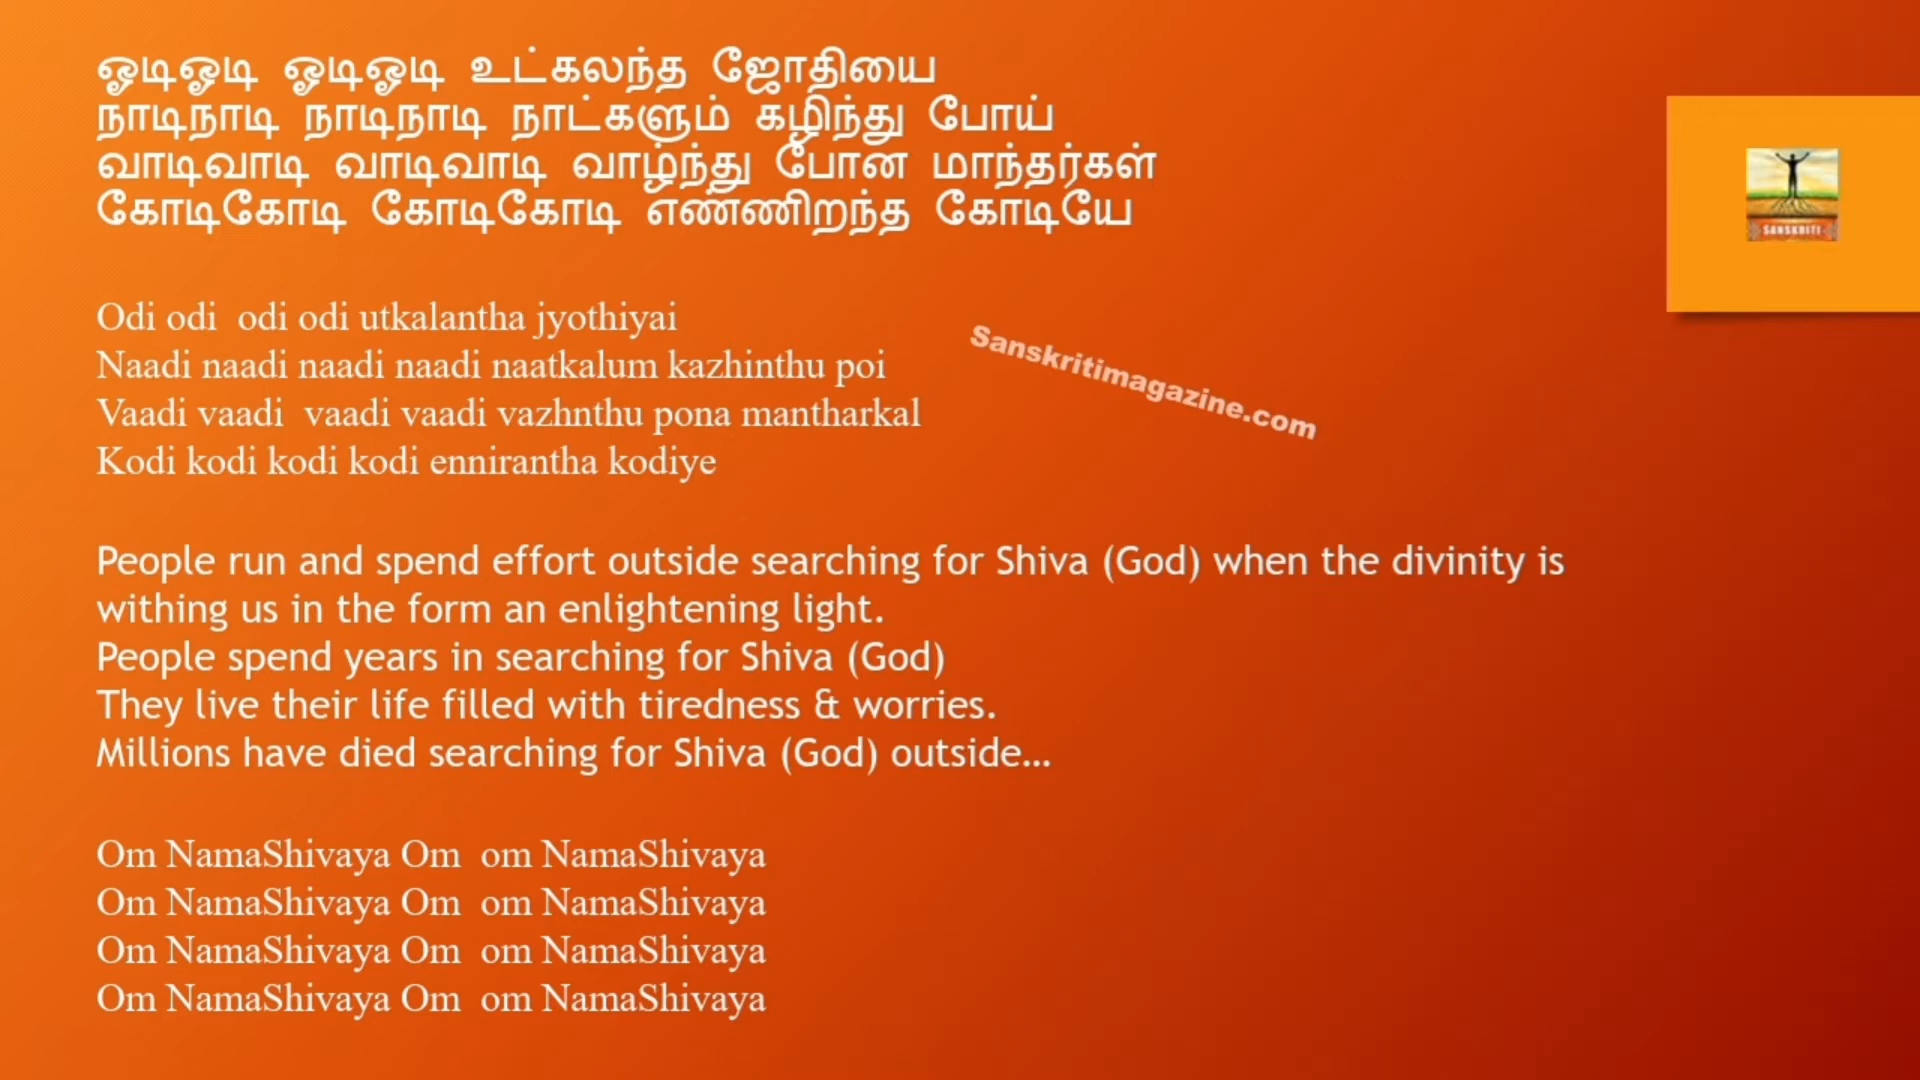 ஓடிஓடி ஓடிஓடி உட்கலந்த ஜோதியை
நாடிநாடி நாடிநாடி நாட்களும் கழிந்து போய்
வாடிவாடி வாடிவாடி வாழ்ந்து போன மாந்தர்கள்
கோடிகோடி கோடிகோடி எண்ணிறந்த கோடியே
SANSKRITI
Odi odi  odi odi utkalantha jyothiyai
Naadi naadi naadi naadi naatkalum kazhinthu poi
Vaadi vaadi  vaadi vaadi vazhnthu pona mantharkal
Kodi kodi kodi kodi ennirantha kodiye
Sanskritimagazine.com
People run and spend effort outside searching for Shiva (God) when the divinity is
withing us in the form an enlightening light.
People spend years in searching for Shiva (God)
They live their life filled with tiredness & worries.
Millions have died searching for Shiva (God) outside…
Om NamaShivaya Om  om NamaShivaya
Om NamaShivaya Om  om NamaShivaya
Om NamaShivaya Om  om NamaShivaya
Om NamaShivaya Om  om NamaShivaya